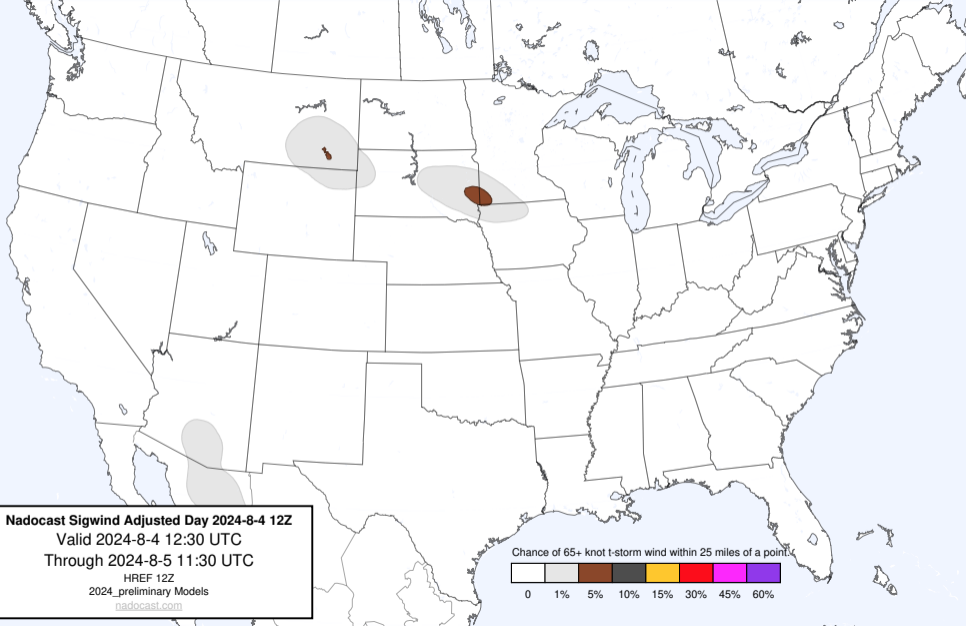 Nadocast Sigwind Adjusted Day 2024-8-4 12Z
Valid 2024-8-4 12:30 UTC
Through 2024-8-5 11:30 UTC
HREF 12Z
2024_preliminary Models
nadocast.com
Chance of 65+ knot t-storm wind within 25 miles of a point.
0 1% 5% 10% 15% 30% 45% 60%